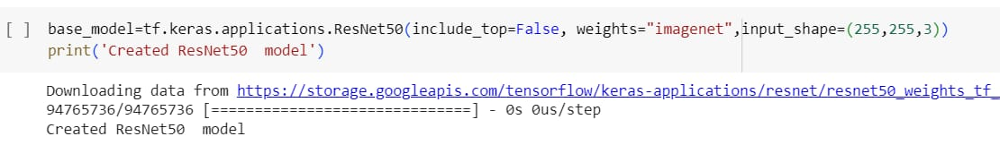 [ ] base_model=tf.keras.applications.ResNet50(include_top=False, weights="imagenet",input_shape=(255,255,3))
print('Created ResNet50  model')
Downloading data from https://storage.googleapis.com/tensorflow/keras-applications/resnet/resnet50_weights_tf_
94765736/94765736 [==============================] - 0s 0us/step
Created ResNet50  model